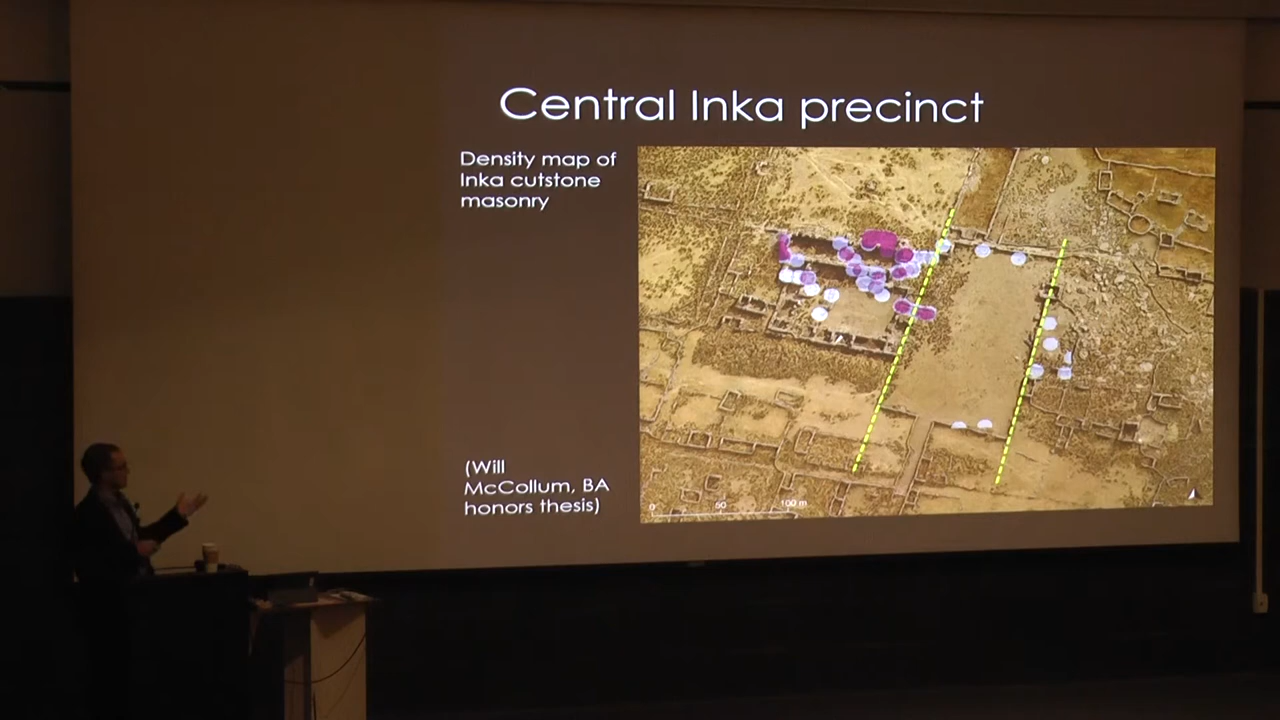 Central Inka precinct
Density map of
Inka cutstone
masonry
(Will
McCollum, BA
honors thesis)
0 50 100 m